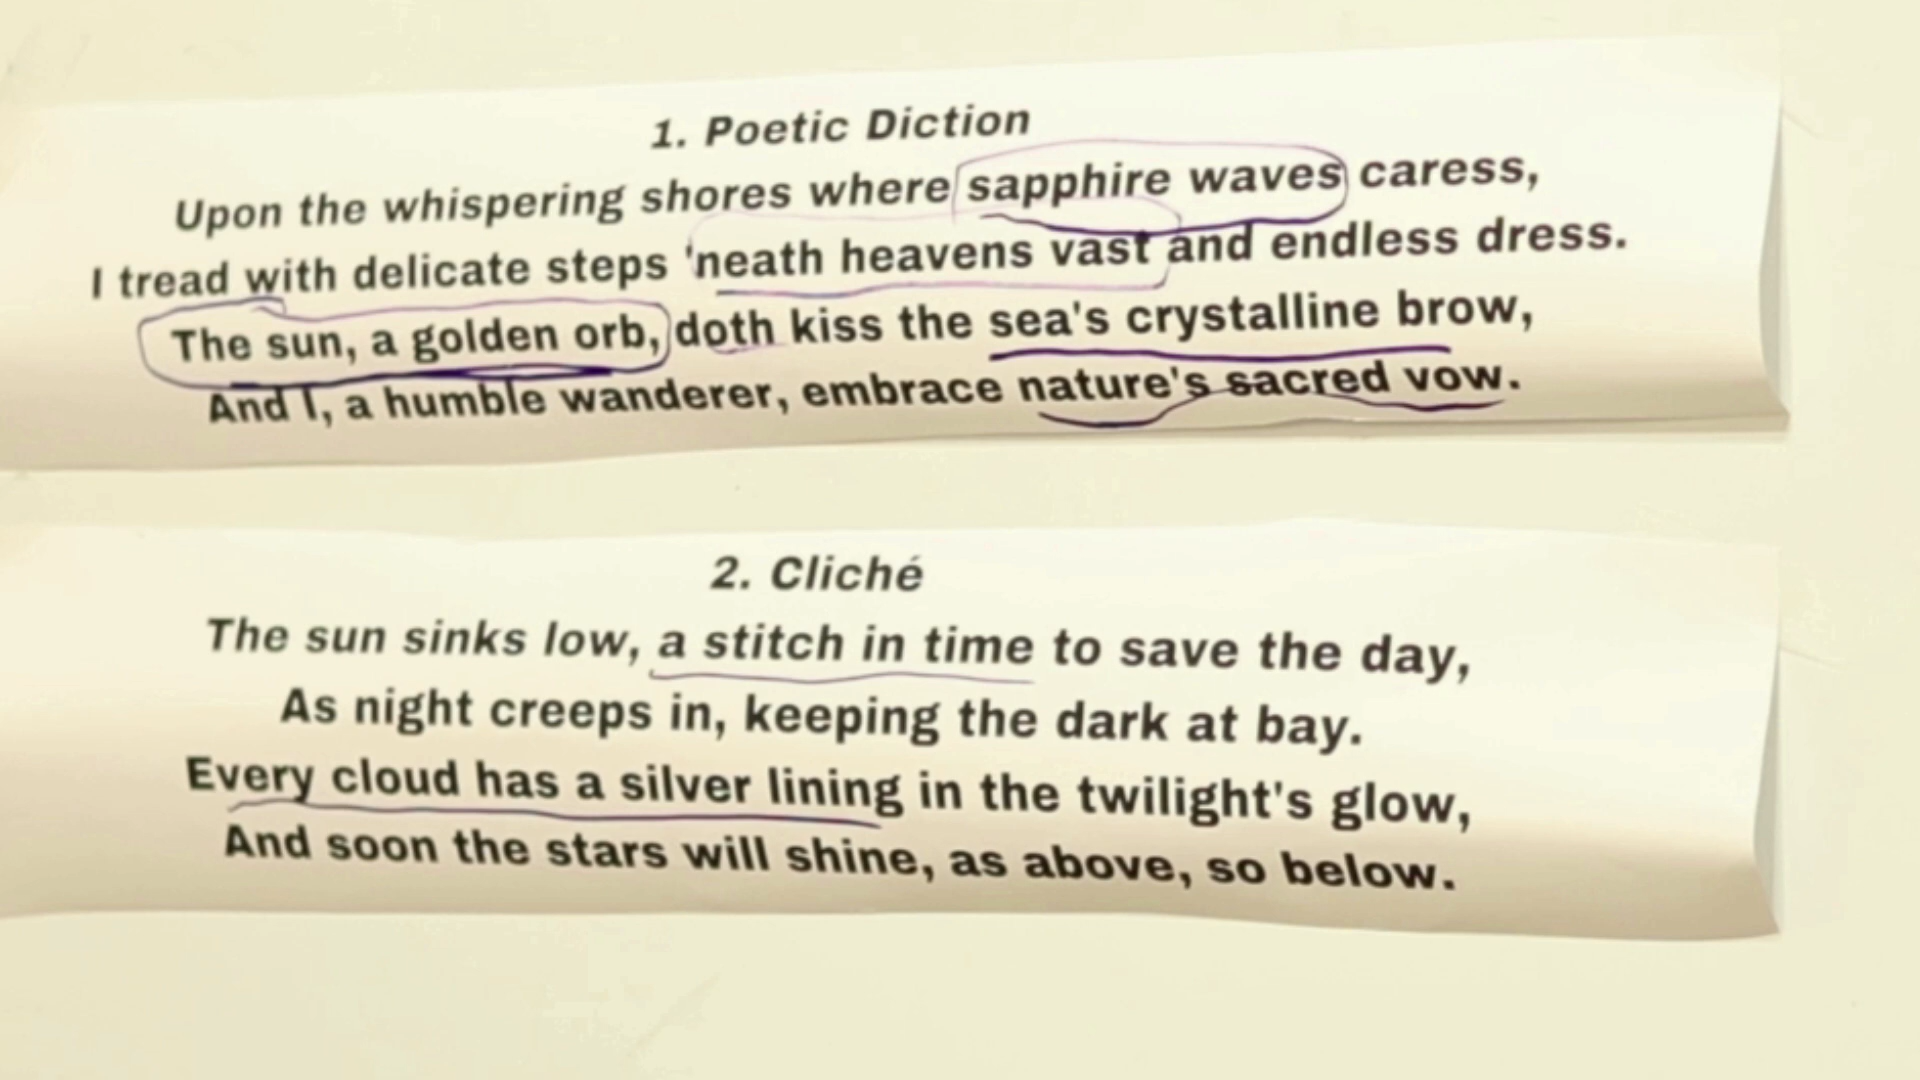 1. Poetic Diction
Upon the whispering shores where sapphire waves caress,
I tread with delicate steps 'neath heavens vast and endless dress.
The sun, a golden orb, doth kiss the sea's crystalline brow,
And I, a humble wanderer, embrace nature's sacred vow.
2. Cliché
The sun sinks low, a stitch in time to save the day,
As night creeps in, keeping the dark at bay.
Every cloud has a silver lining in the twilight's glow,
And soon the stars will shine, as above, so below.